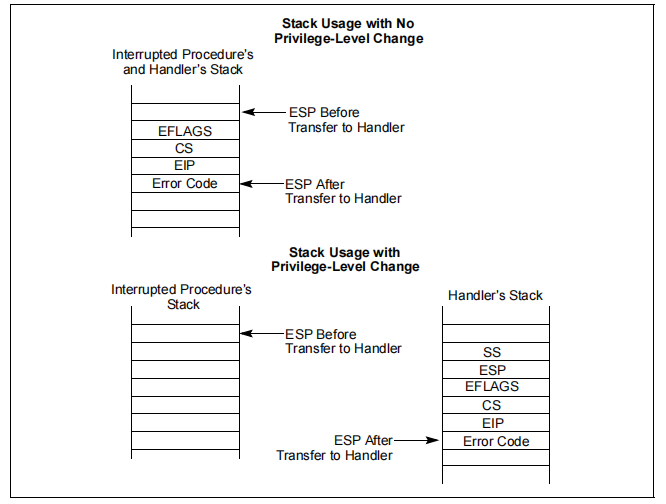 Stack Usage with No
Privilege-Level Change
Interrupted Procedure's
and Handler's Stack
ESP Before
Transfer to Handler
EFLAGS
CS
EIP
Error Code
ESP After
Transfer to Handler
Stack Usage with
Privilege-Level Change
Interrupted Procedure's
Stack
Handler's Stack
ESP Before
Transfer to Handler
SS
ESP
EFLAGS
CS
EIP
ESP After
Transfer to Handler
Error Code